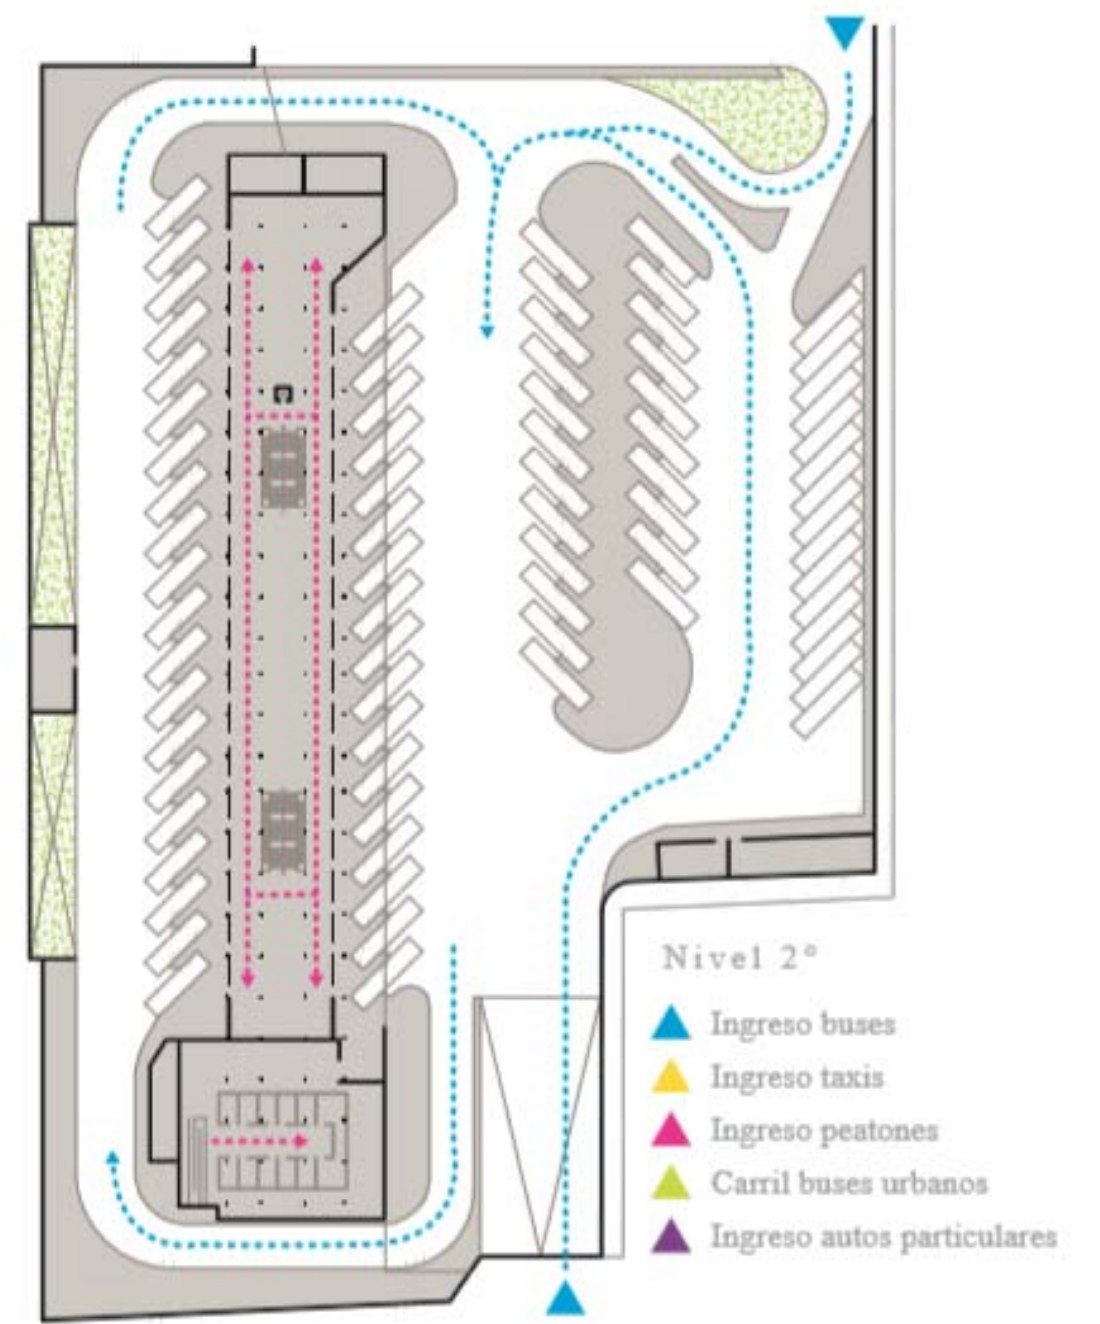 C
Nivel 2°
Ingreso buses
Ingreso taxis
Ingreso peatones
Carril buses urbanos
Ingreso autos particulares